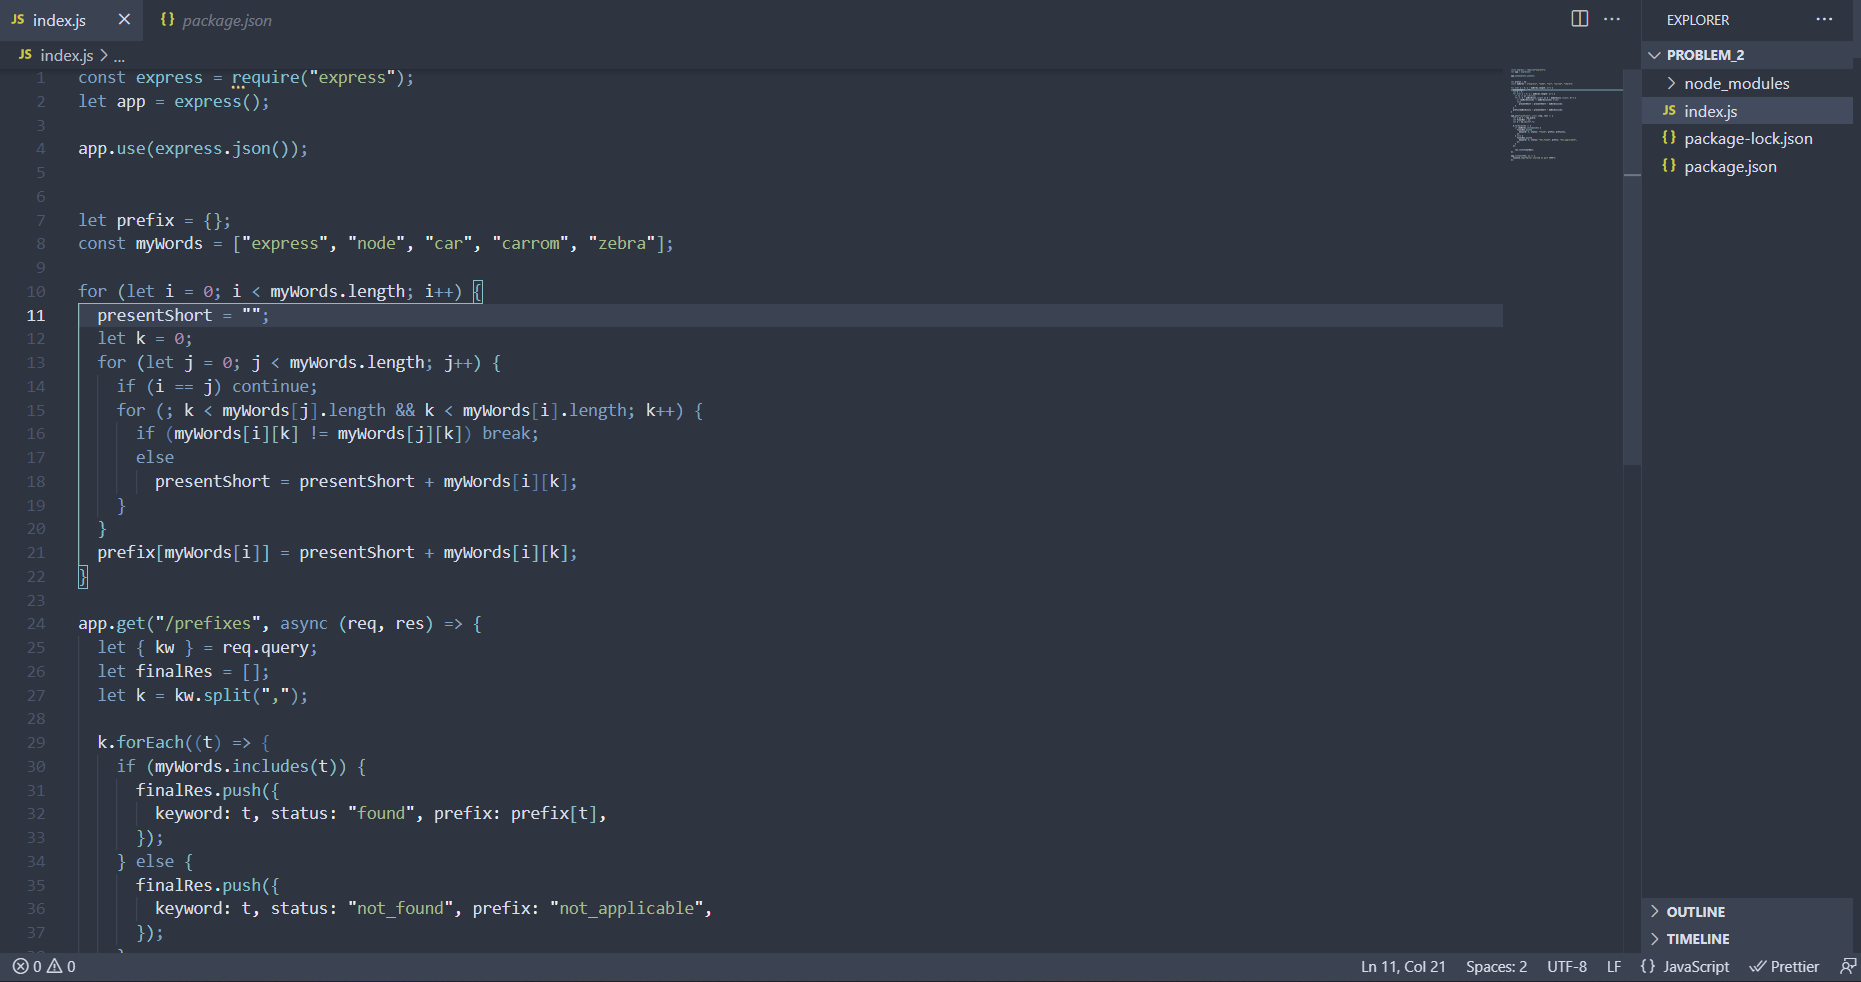 JS index.js × {} package.json
JS index.js > ...
1 const express = require("express");
2 let app = express();
3
4 app.use(express.json());
5
6
7 let prefix = {};
8 const myWords = ["express", "node", "car", "carrom", "zebra"];
9
10 for (let i = 0; i < myWords.length; i++) {
11 presentShort = "";
12 let k = 0;
13 for (let j = 0; j < myWords.length; j++) {
14 if (i == j) continue;
15 for (; k < myWords[j].length && k < myWords[i].length; k++) {
16 if (myWords[i][k] != myWords[j][k]) break;
17 else
18 presentShort = presentShort + myWords[i][k];
19 }
20 }
21 prefix[myWords[i]] = presentShort + myWords[i][k];
22 }
23
24 app.get("/prefixes", async (req, res) => {
25 let { kw } = req.query;
26 let finalRes = [];
27 let k = kw.split(",");
28
29 k.forEach((t) => {
30 if (myWords.includes(t)) {
31 finalRes.push({
32 keyword: t, status: "found", prefix: prefix[t],
33 });
34 } else {
35 finalRes.push({
36 keyword: t, status: "not_found", prefix: "not_applicable",
37 });
EXPLORER
PROBLEM_2
node_modules
JS index.js
{} package-lock.json
{} package.json
OUTLINE
TIMELINE
0 0 Ln 11, Col 21 Spaces: 2 UTF-8 LF {} JavaScript Prettier